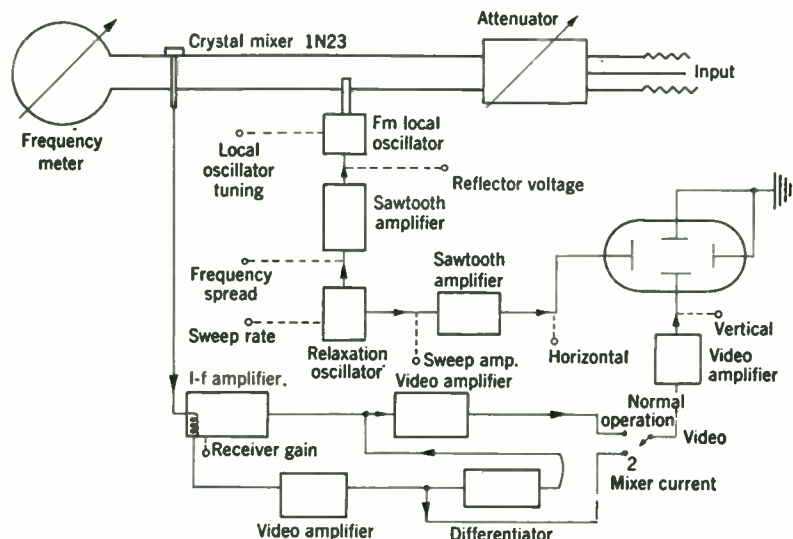 Attenuator
Crystal mixer 1N23
Input
Frequency
meter
Fm local
oscillator
Local
oscillator
tuning
Reflector voltage
Sawtooth
amplifier
Frequency
spread
Sawtooth
amplifier
Sweep rate
Relaxation
oscillator
Sweep amp.
Horizontal
Vertical
Video
amplifier
I-f amplifier.
Video amplifier
Normal
operation
Video
2
Mixer current
Receiver gain
Video amplifier
Differentiator